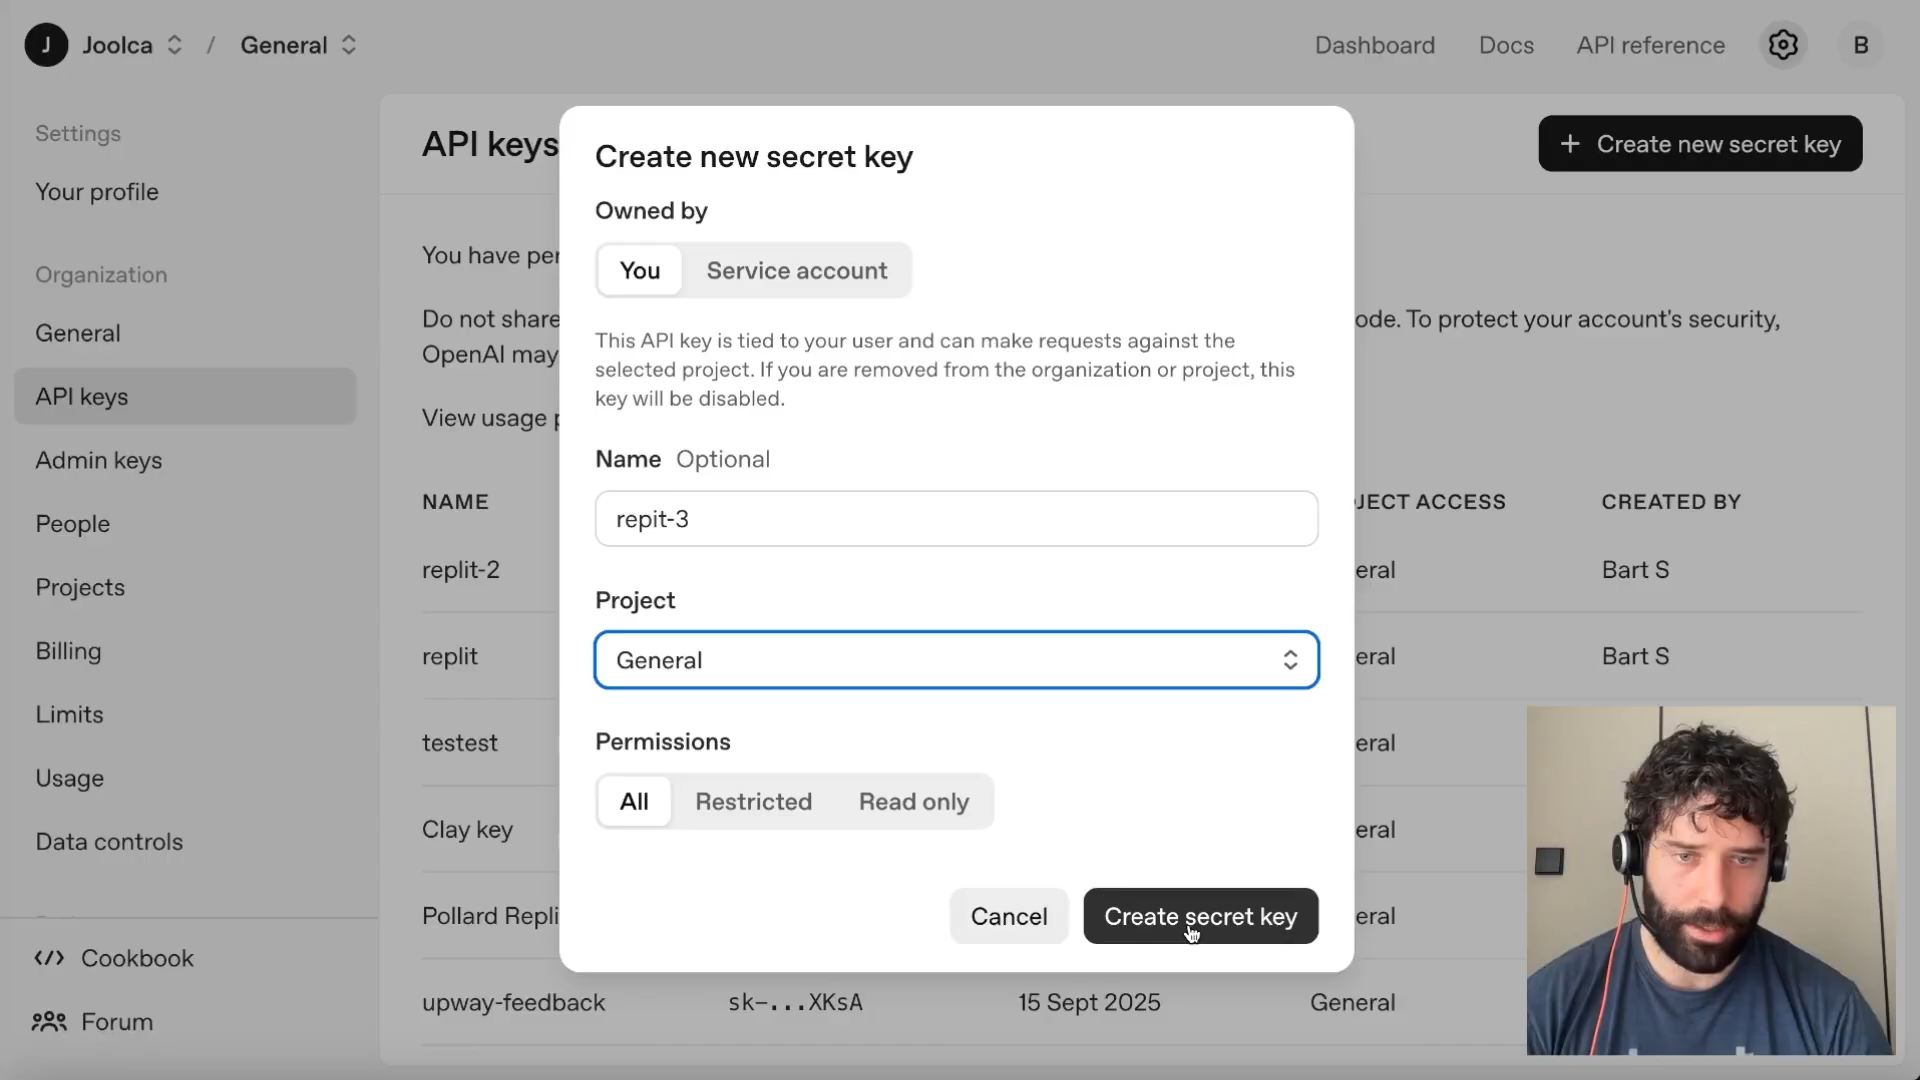 J Joolca / General
Dashboard Docs API reference B
Settings
Your profile
Organization
General
API keys
Admin keys
People
Projects
Billing
Limits
Usage
Data controls
Cookbook
Forum
API keys
+ Create new secret key
You have per
Do not share
ode. To protect your account's security,
OpenAI may
View usage p
NAME
JECT ACCESS CREATED BY
replit-2 eral Bart S
replit eral Bart S
testest eral
Clay key eral
Pollard Repli eral
upway-feedback sk-...XKsA 15 Sept 2025 General
Create new secret key
Owned by
You Service account
This API key is tied to your user and can make requests against the
selected project. If you are removed from the organization or project, this
key will be disabled.
Name Optional
repit-3
Project
General
Permissions
All Restricted Read only
Cancel Create secret key